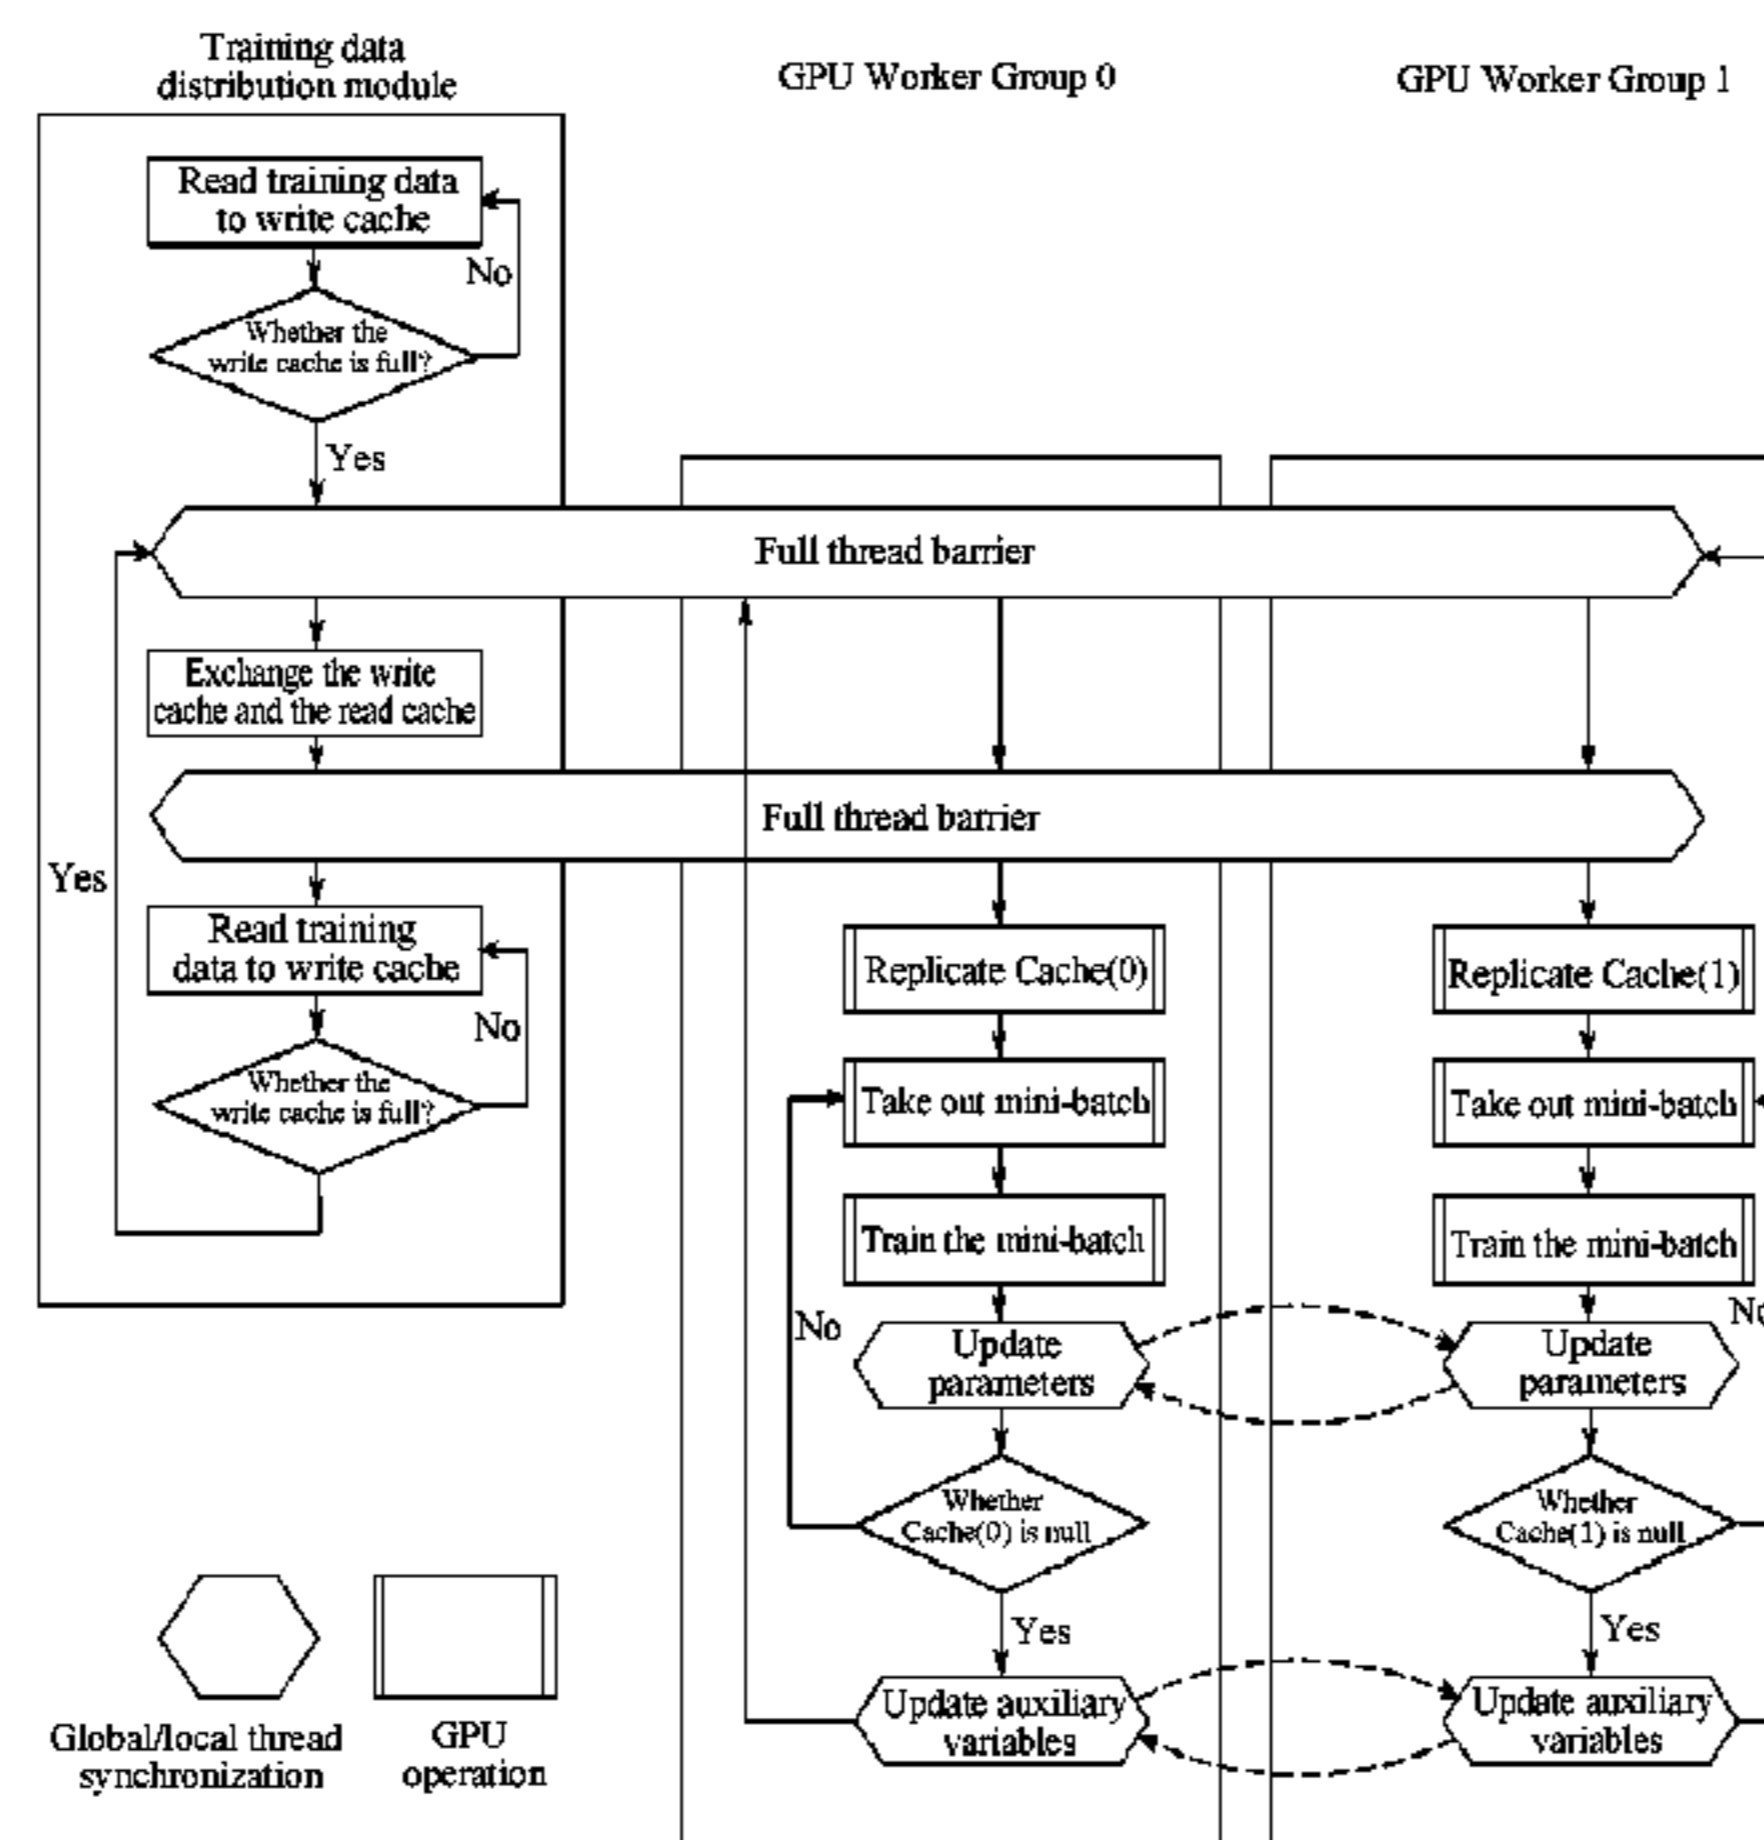 Training data
distribution module
GPU Worker Group 0
GPU Worker Group 1
Read training data
to write cache
No
Whether the
write cache is full?
Yes
Full thread barrier
Exchange the write
cache and the read cache
Full thread barrier
Yes
Read training
data to write cache
No
Whether the
write cache is full?
Replicate Cache(0)
Take out mini-batch
Train the mini-batch
No
Update
parameters
Whether
Cache(0) is null
Yes
Update auxiliary
variables
Replicate Cache(1)
Take out mini-batch
Train the mini-batch
No
Update
parameters
Whether
Cache(1) is null
Yes
Update auxiliary
variables
Global/local thread
synchronization
GPU
operation